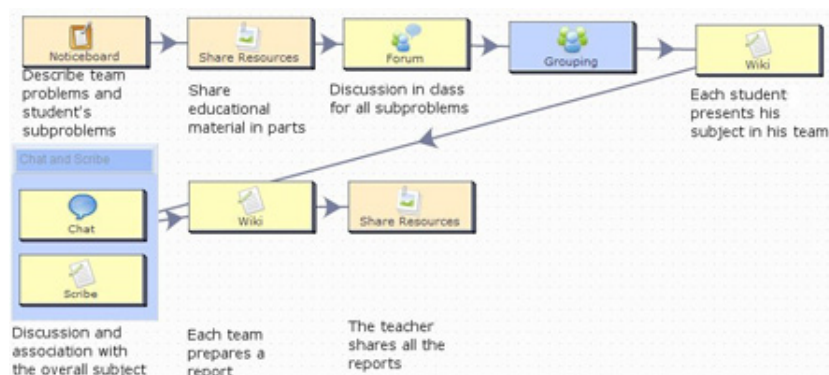 Noticeboard
Share Resources
Forum
Grouping
Wiki
Describe team
problems and
student's
subproblems
Share
educational
material in parts
Discussion in class
for all subproblems
Each student
presents his
subject in his team
Chat and Scribe
Chat
Scribe
Wiki
Share Resources
Discussion and
association with
the overall subject
Each team
prepares a
report
The teacher
shares all the
reports